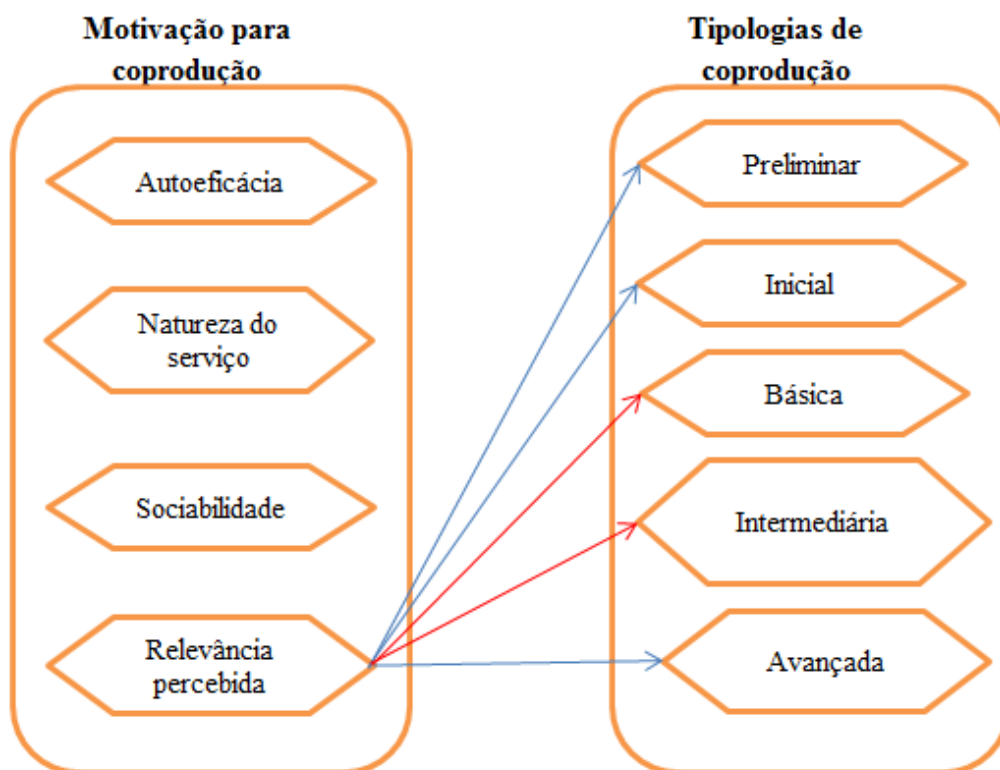 Motivação para
coprodução
Autoeficácia
Natureza do
serviço
Sociabilidade
Relevância
percebida
Tipologias de
coprodução
Preliminar
Inicial
Básica
Intermediária
Avançada